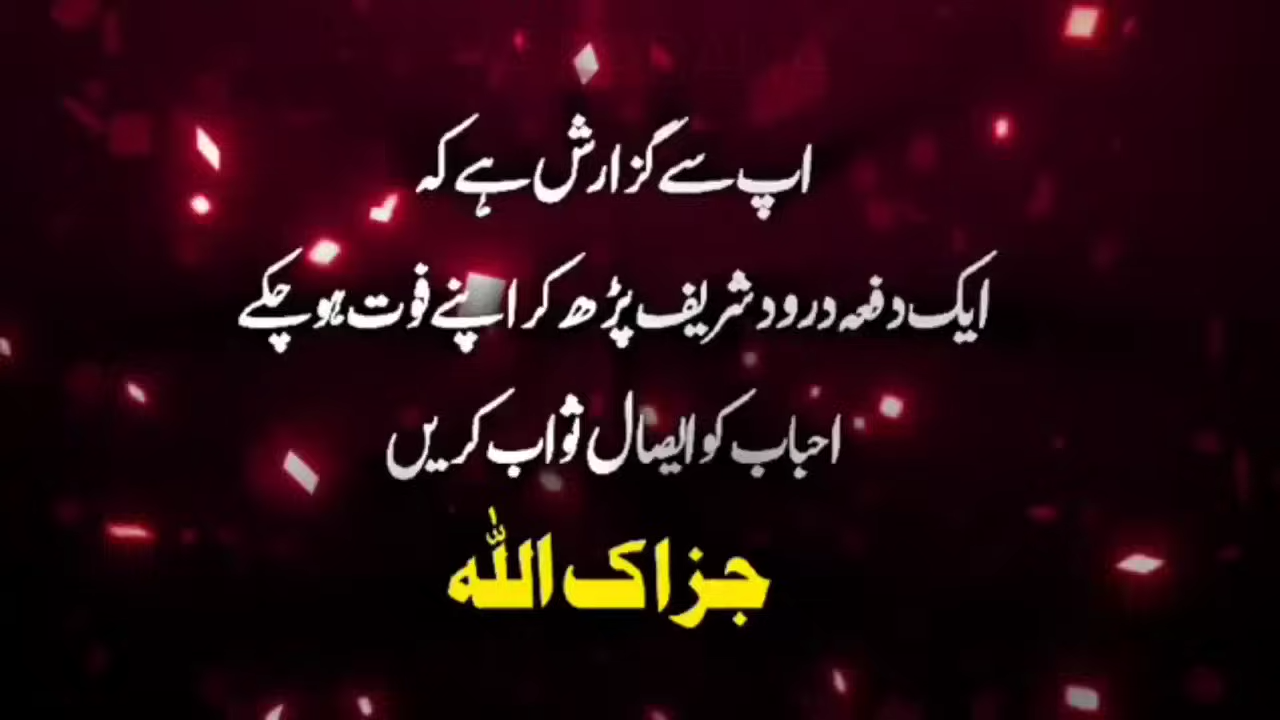 اپ سے گزارش ہے کہ
ایک دفعہ درود شریف پڑھ کر اپنے فوت ہو چکے
احباب کو ایصال ثواب کریں
جزاک اللہ